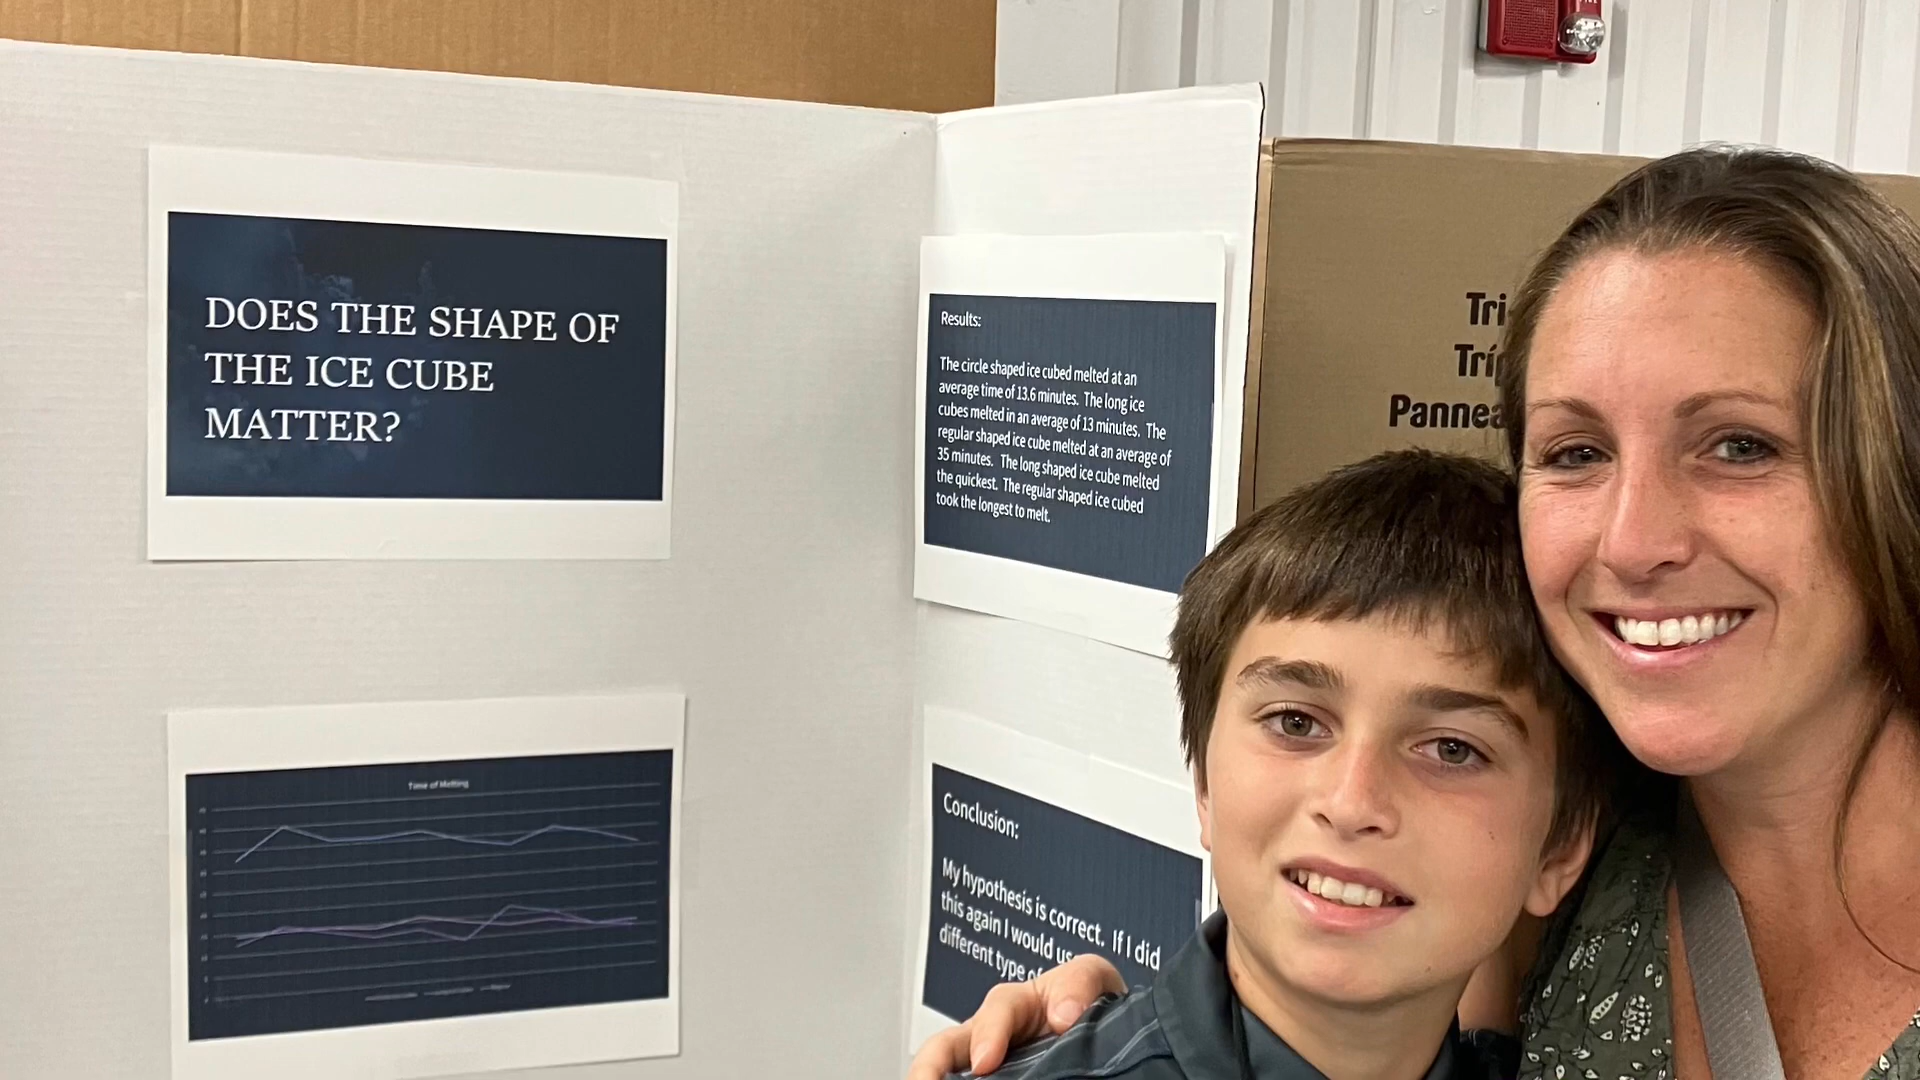 DOES THE SHAPE OF
THE ICE CUBE
MATTER?
Results:
The circle shaped ice cubed melted at an
average time of 13.6 minutes. The long ice
cubes melted in an average of 13 minutes. The
regular shaped ice cube melted at an average of
35 minutes. The long shaped ice cube melted
the quickest. The regular shaped ice cubed
took the longest to melt.
Time of Melting
Conclusion:
My hypothesis is correct. If I did
this again I would
different type of
Tri-
Pannea